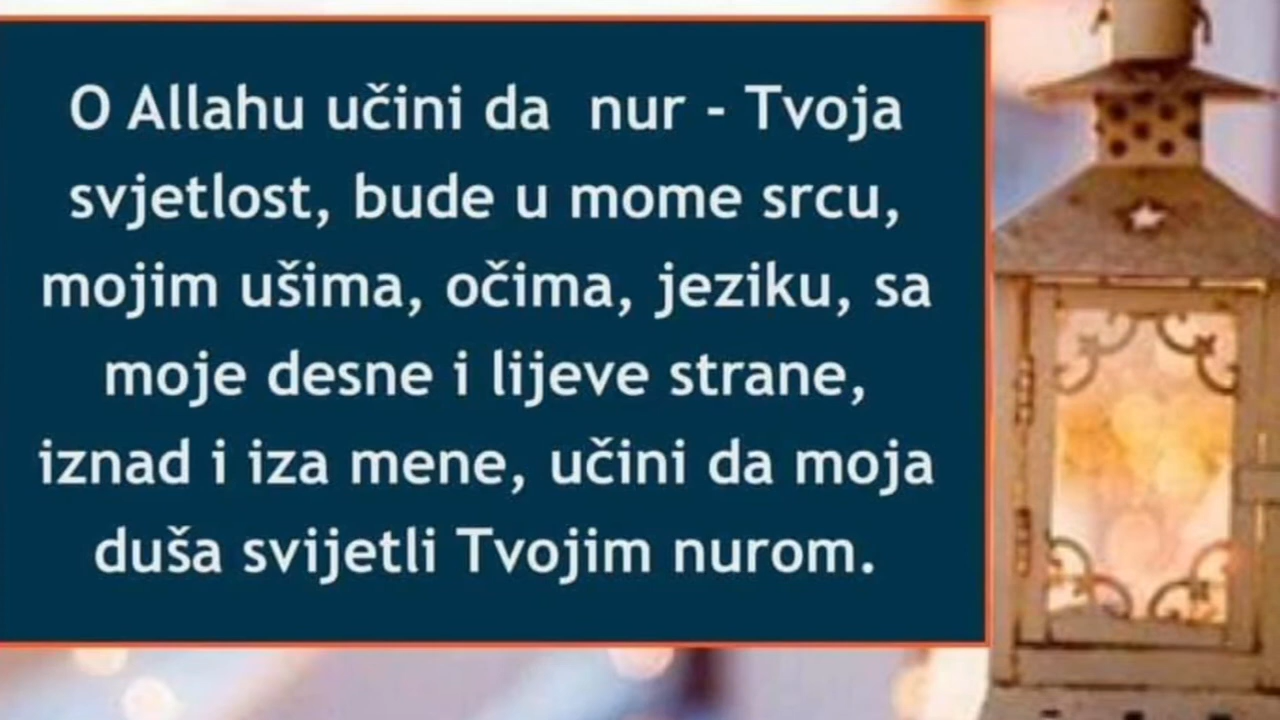 O Allahu učini da nur - Tvoja
svjetlost, bude u mome srcu,
mojim ušima, očima, jeziku, sa
moje desne i lijeve strane,
iznad i iza mene, učini da moja
duša svijetli Tvojim nurom.